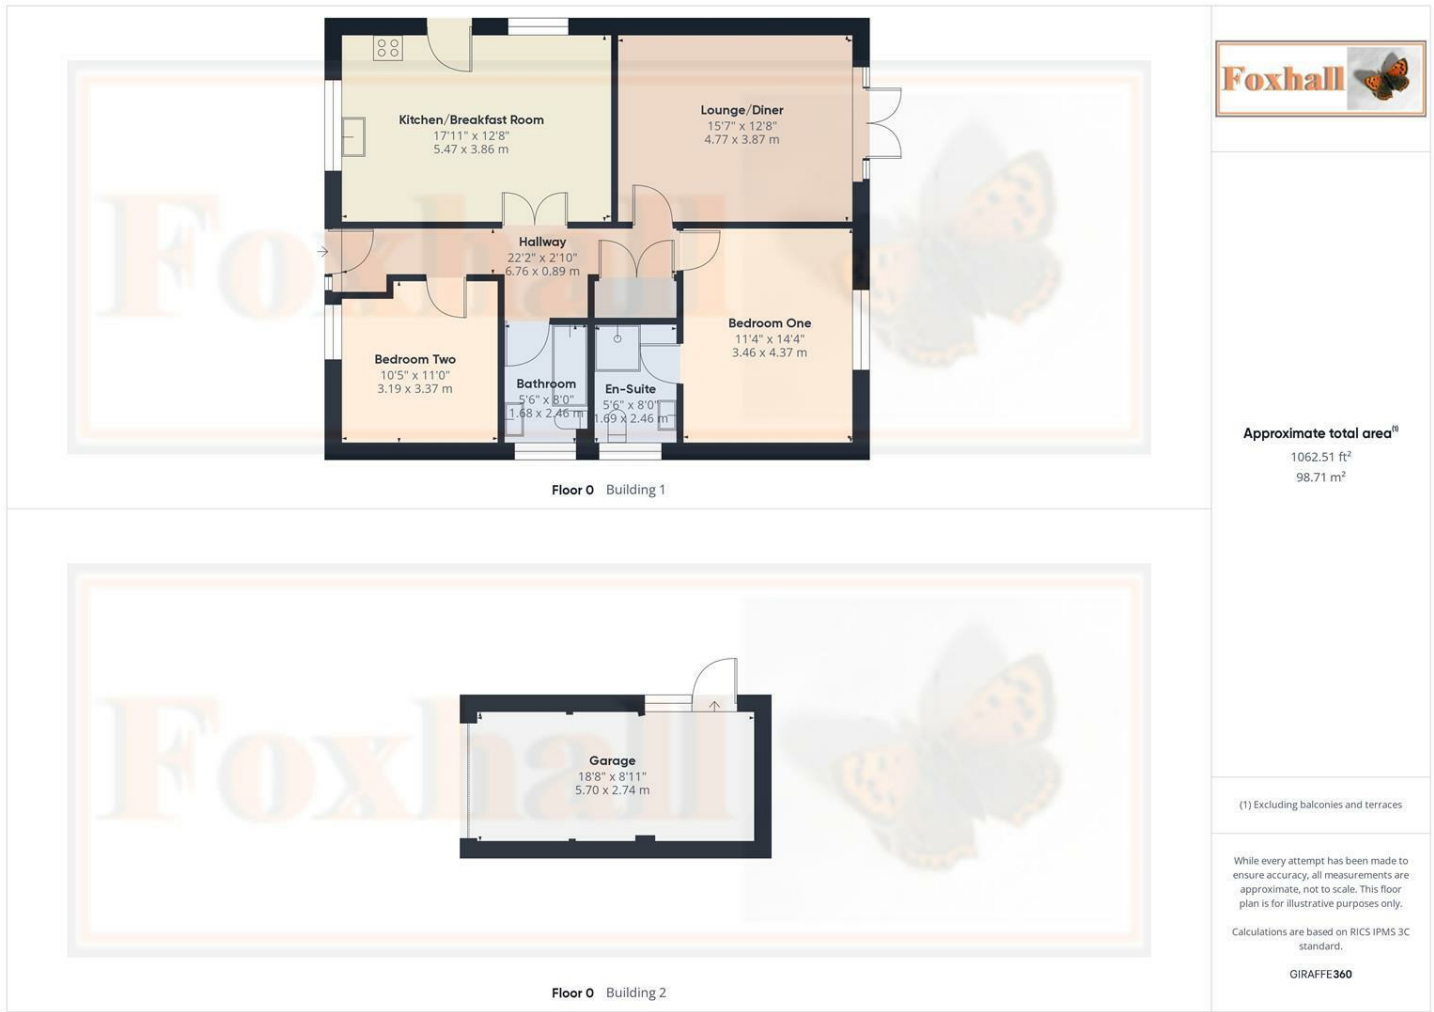 Kitchen/Breakfast Room
17'11" x 12'8"
5.47 x 3.86 m
Lounge/Diner
15'7" x 12'8"
4.77 x 3.87 m
Hallway
22'2" x 2'10"
6.76 x 0.89 m
Bedroom One
11'4" x 14'4"
3.46 x 4.37 m
Bedroom Two
10'5" x 11'0"
3.19 x 3.37 m
Bathroom
5'6" x 8'0"
1.68 x 2.46 m
En-Suite
5'6" x 8'0"
1.69 x 2.46 m
Foxhall
Floor 0 Building 1
Garage
18'8" x 8'11"
5.70 x 2.74 m
Foxhall
Floor 0 Building 2
Foxhall
Approximate total area⁽¹⁾
1062.51 ft²
98.71 m²
(1) Excluding balconies and terraces
While every attempt has been made to
ensure accuracy, all measurements are
approximate, not to scale. This floor
plan is for illustrative purposes only.
Calculations are based on RICS IPMS 3C
standard.
GIRAFFE360